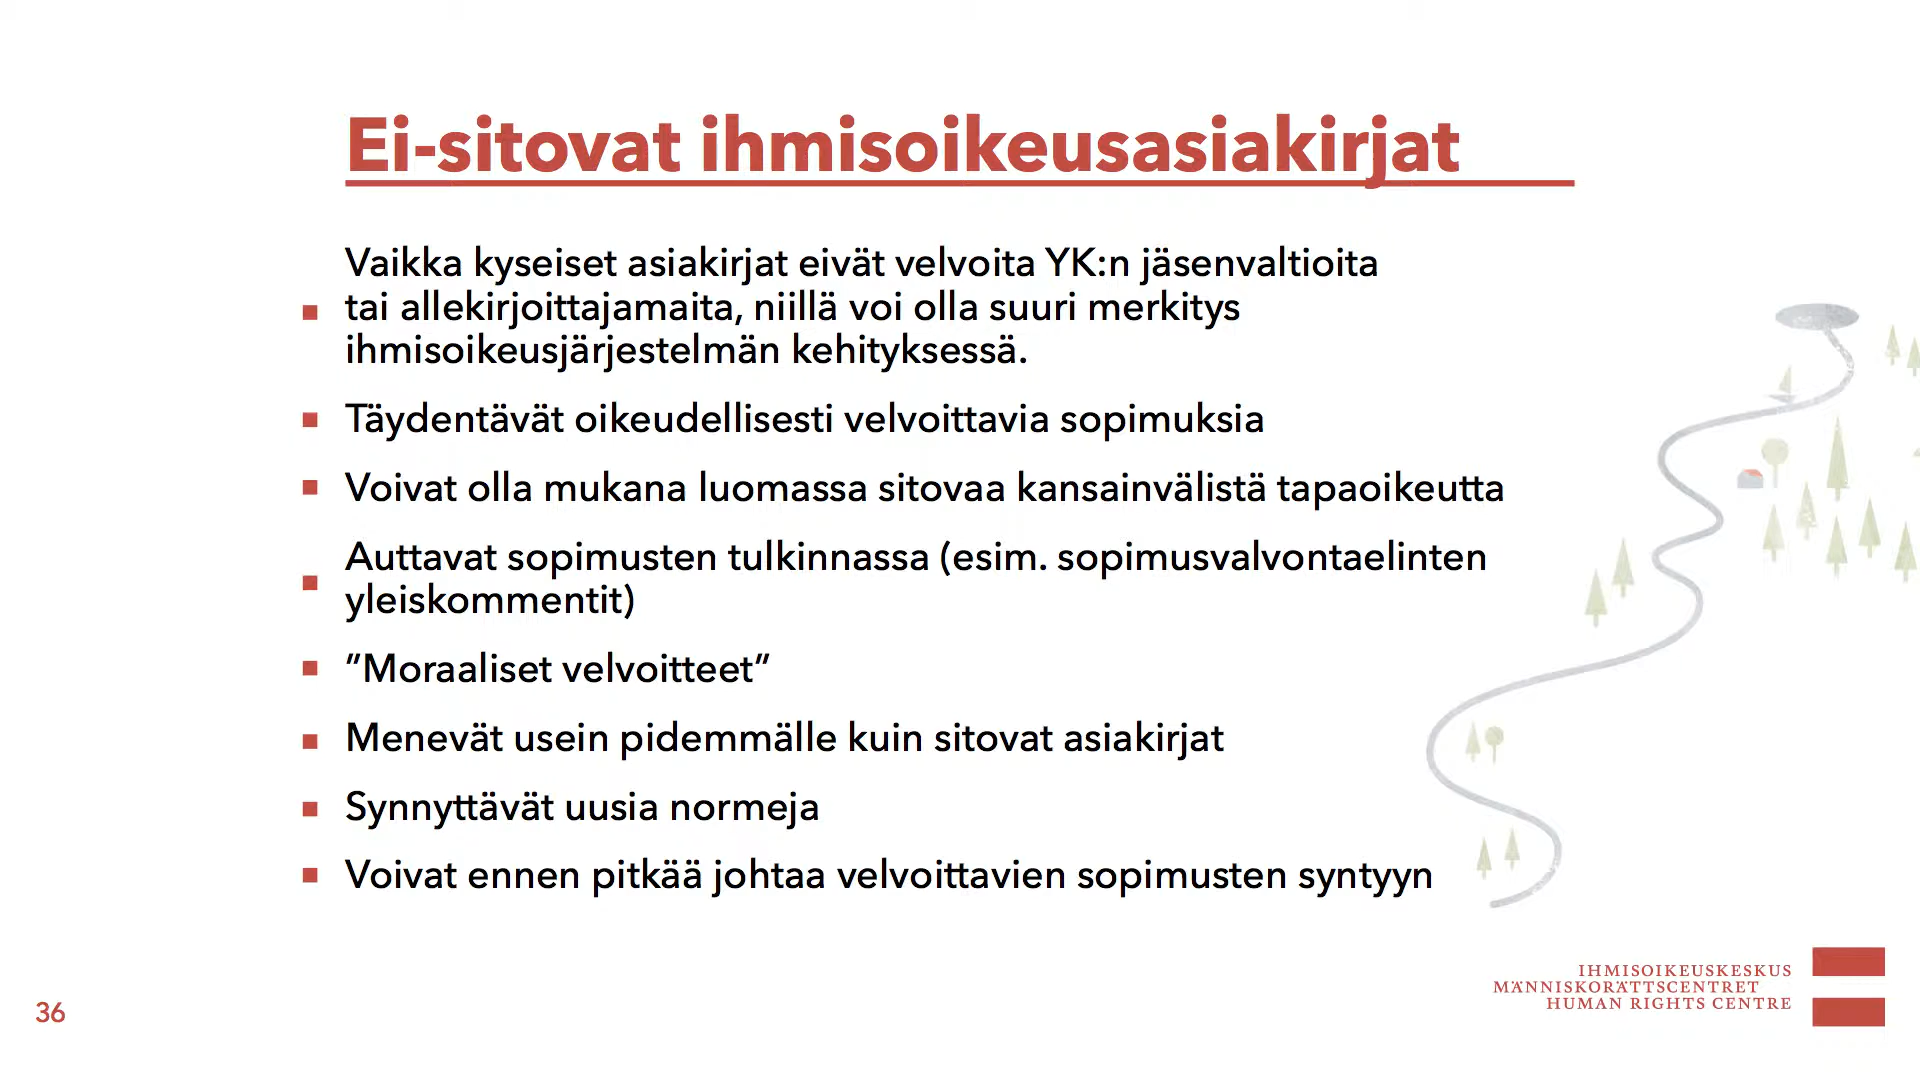 Ei-sitovat ihmisoikeusasiakirjat
Vaikka kyseiset asiakirjat eivät velvoita YK:n jäsenvaltioita
tai allekirjoittajamaita, niillä voi olla suuri merkitys
ihmisoikeusjärjestelmän kehityksessä.
Täydentävät oikeudellisesti velvoittavia sopimuksia
Voivat olla mukana luomassa sitovaa kansainvälistä tapaoikeutta
Auttavat sopimusten tulkinnassa (esim. sopimusvalvontaelinten
yleiskommentit)
”Moraaliset velvoitteet”
Menevät usein pidemmälle kuin sitovat asiakirjat
Synnyttävät uusia normeja
Voivat ennen pitkää johtaa velvoittavien sopimusten syntyyn
IHMISOIKEUSKESKUS
MÄNNISKORÄTTSCENTRET
HUMAN RIGHTS CENTRE
36